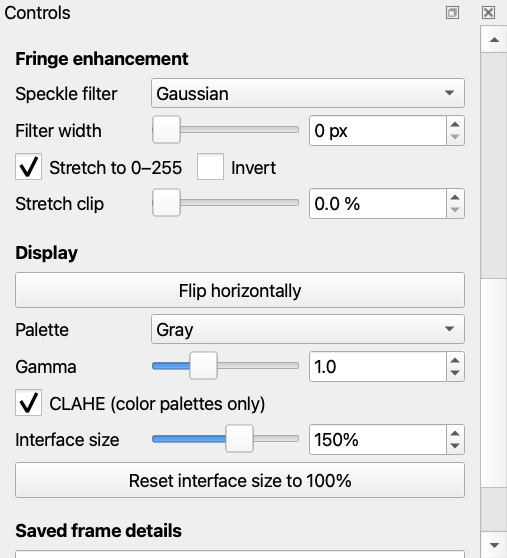 Controls
Fringe enhancement
Speckle filter Gaussian
Filter width 0 px
Stretch to 0–255 Invert
Stretch clip 0.0 %
Display
Flip horizontally
Palette Gray
Gamma 1.0
CLAHE (color palettes only)
Interface size 150%
Reset interface size to 100%
Saved frame details